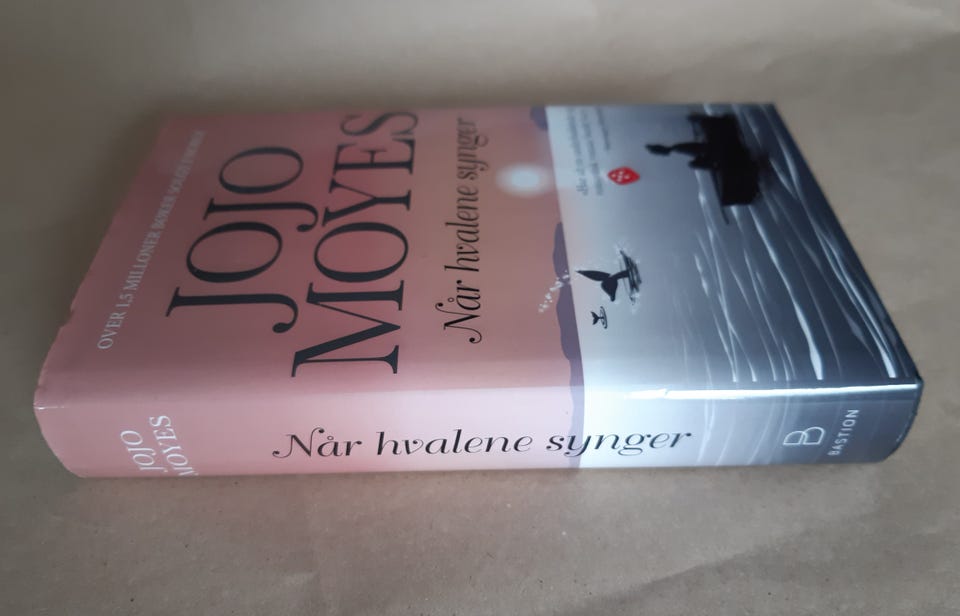 OVER 1,5 MILLIONER BØKER SOLGT I NORGE
JOJO
MOYES
Når hvalene synger
JOJO
MOYES
Når hvalene synger
BASTION